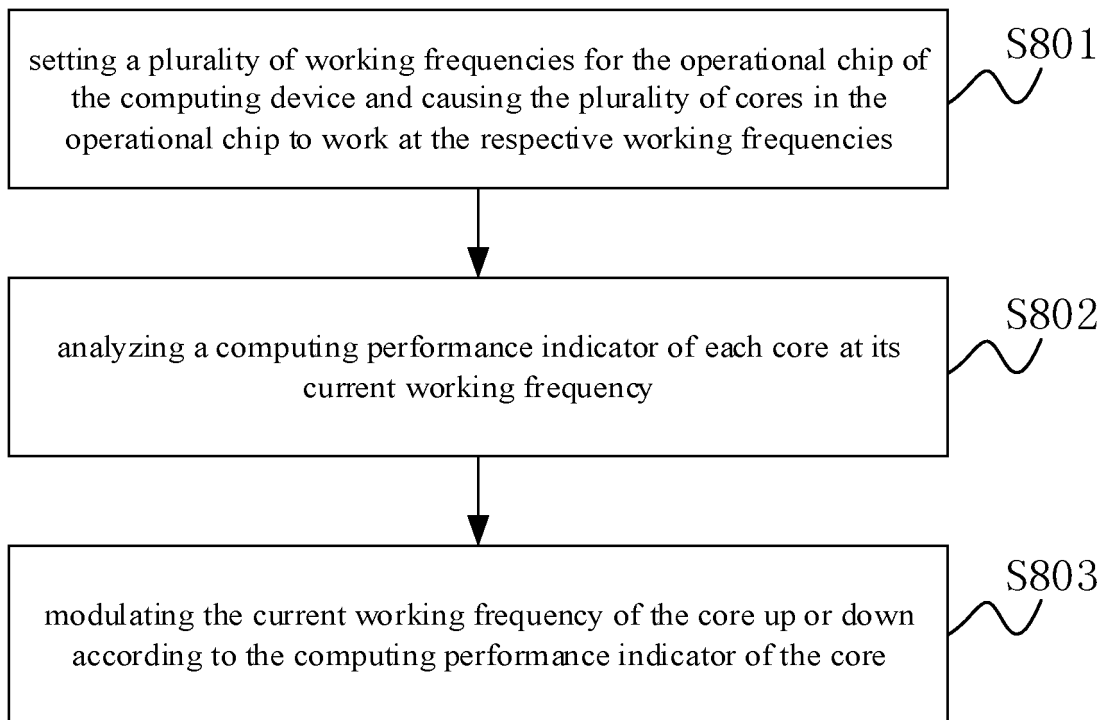 setting a plurality of working frequencies for the operational chip of
the computing device and causing the plurality of cores in the
operational chip to work at the respective working frequencies
S801
analyzing a computing performance indicator of each core at its
current working frequency
S802
modulating the current working frequency of the core up or down
according to the computing performance indicator of the core
S803